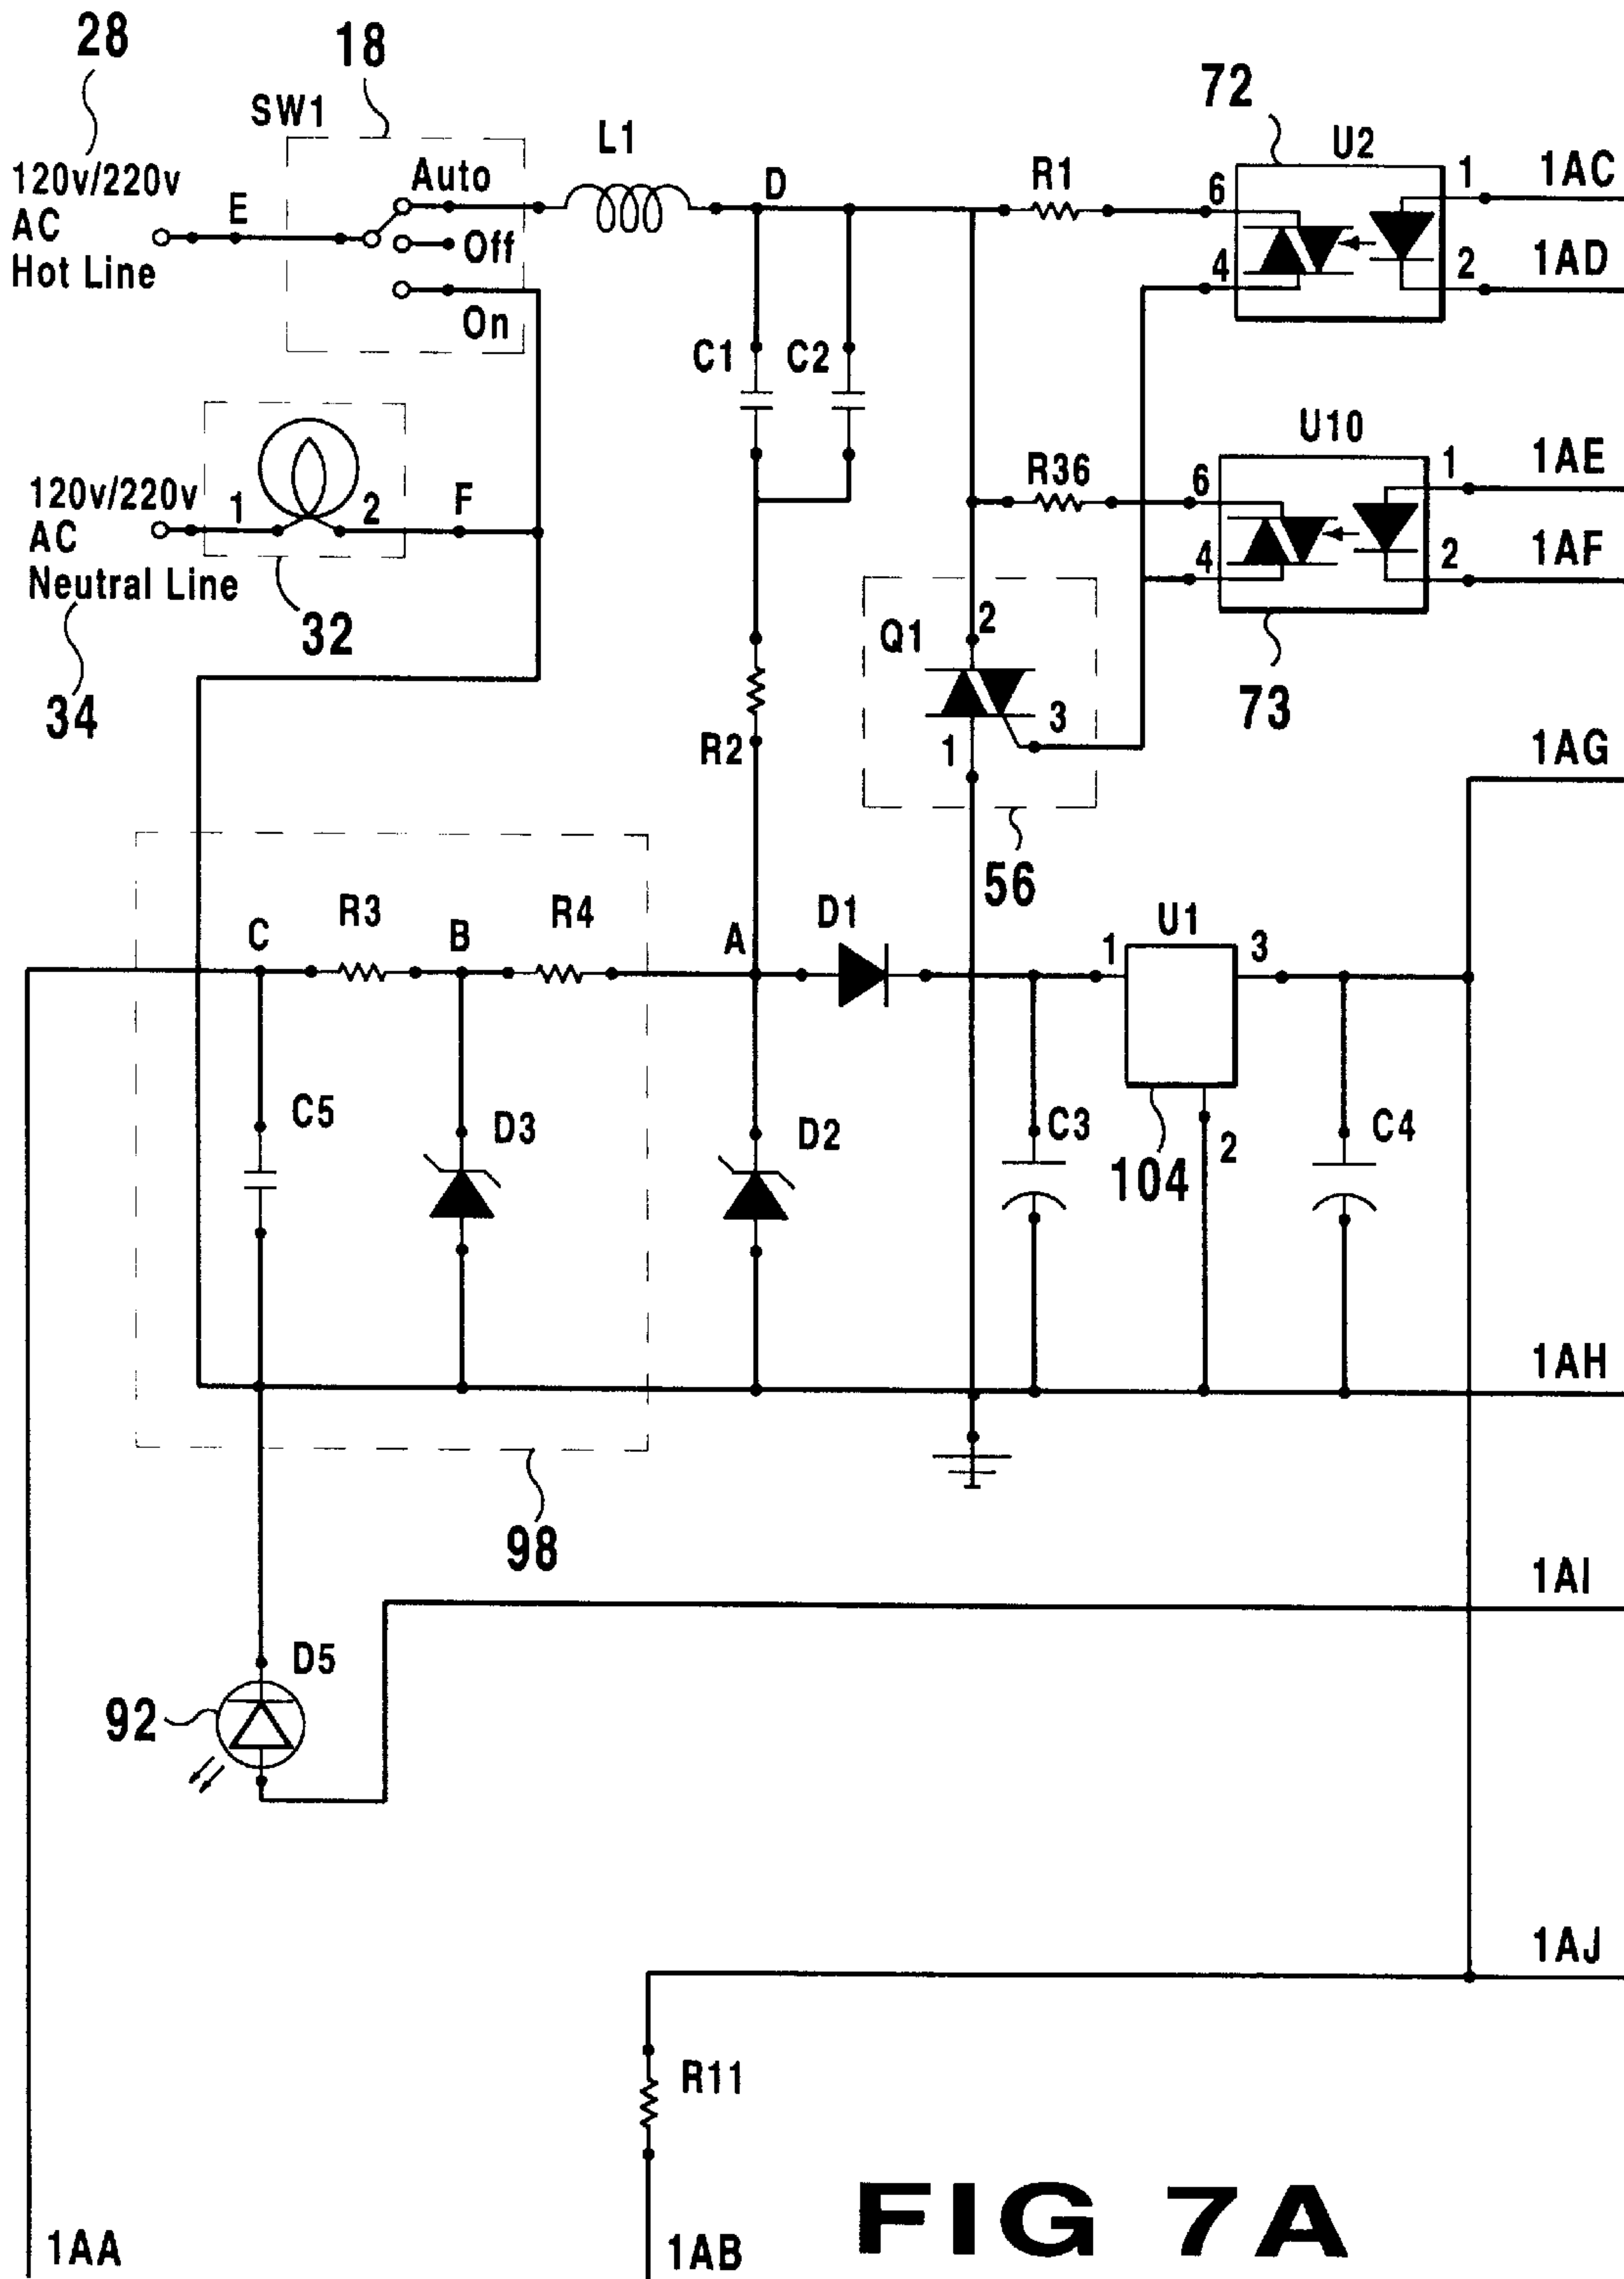 28
18
72
SW1
L1
U2
120v/220v
AC
Hot Line
E
Auto
Off
On
D
R1
6
4
1
2
1AC
1AD
C1
C2
U10
R36
6
4
1
2
1AE
1AF
120v/220v
AC
Neutral Line
1
2
F
32
34
73
Q1
2
3
1
R2
56
1AG
C
R3
B
R4
A
D1
1
U1
3
C5
D3
D2
C3
104
2
C4
1AH
98
1AI
D5
92
1AJ
R11
1AA
1AB
FIG 7A